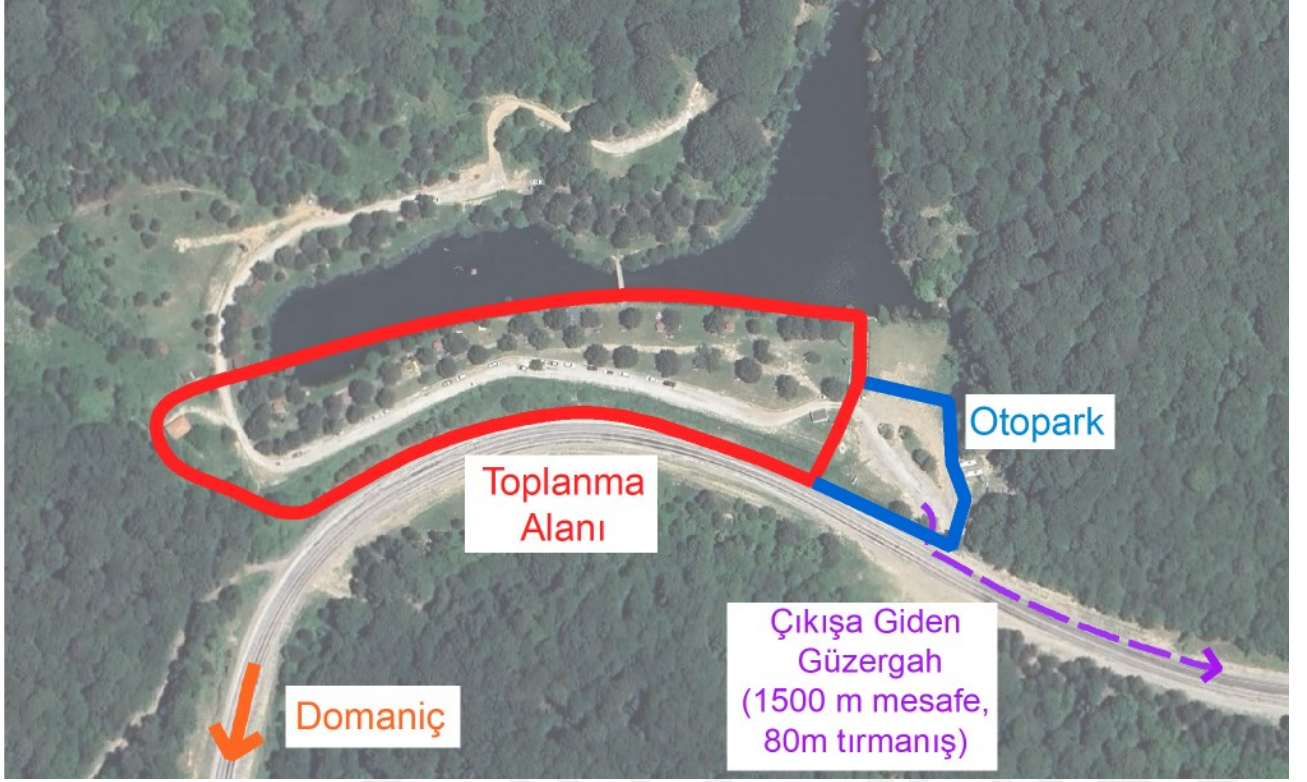 Otopark
Toplanma
Alanı
Çıkışa Giden
Güzergah
(1500 m mesafe,
80m tırmanış)
Domaniç